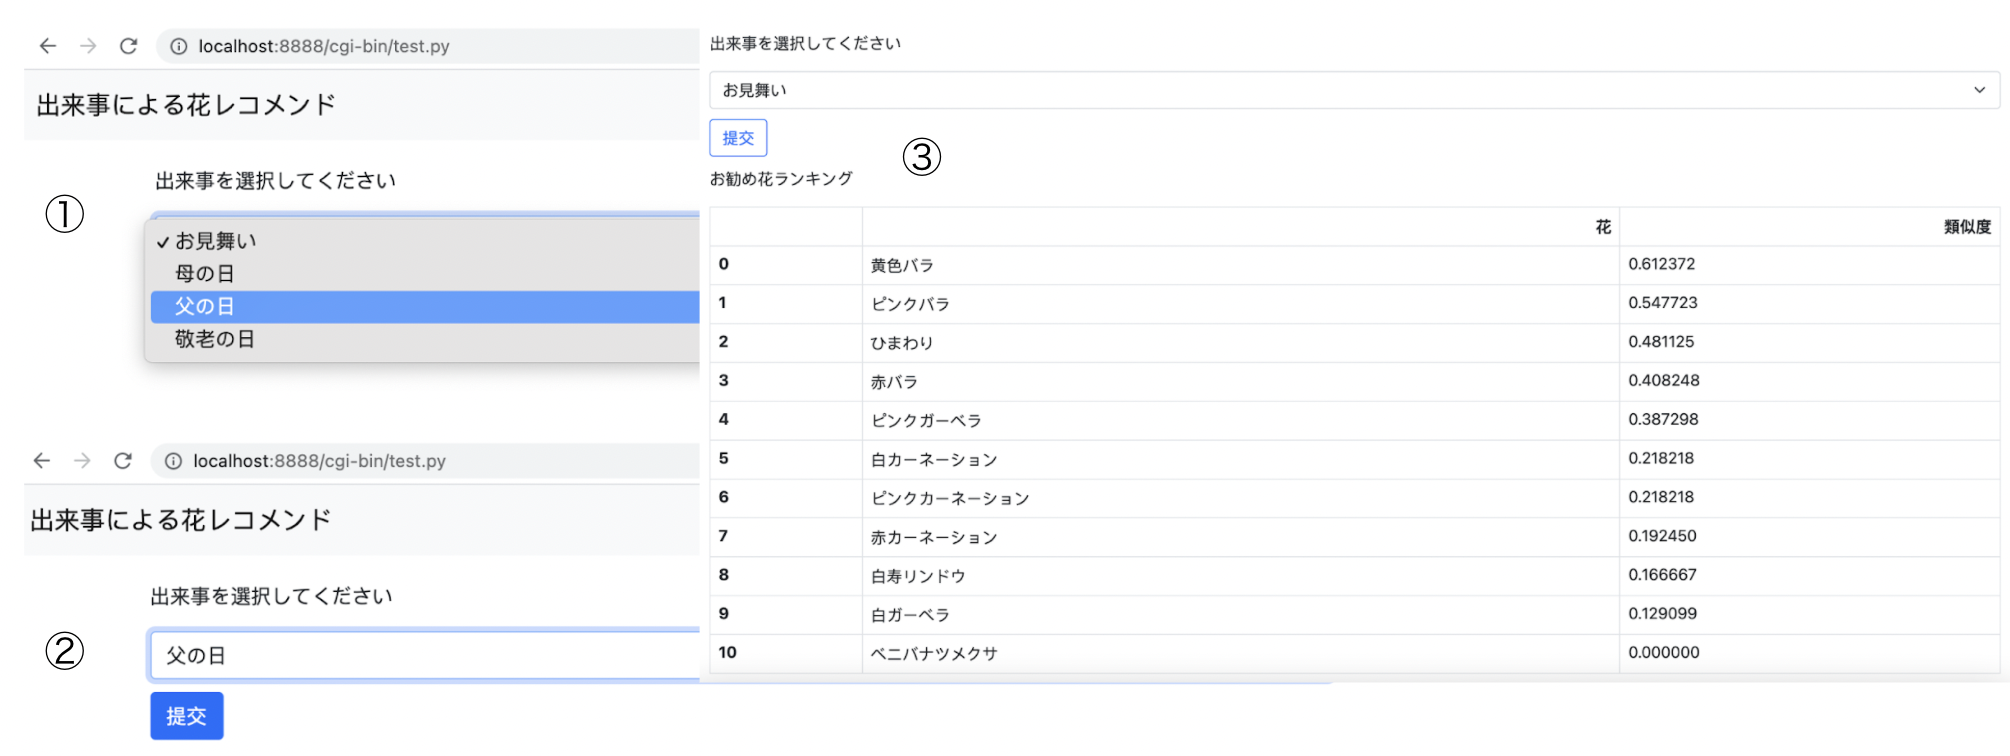 localhost:8888/cgi-bin/test.py
出来事による花レコメンド
出来事を選択してください
①
✓ お見舞い
母の日
父の日
敬老の日
localhost:8888/cgi-bin/test.py
出来事による花レコメンド
出来事を選択してください
②
父の日
提交
出来事を選択してください
お見舞い
提交
③
お勧め花ランキング
花 類似度
0 黄色バラ 0.612372
1 ピンクバラ 0.547723
2 ひまわり 0.481125
3 赤バラ 0.408248
4 ピンクガーベラ 0.387298
5 白カーネーション 0.218218
6 ピンクカーネーション 0.218218
7 赤カーネーション 0.192450
8 白寿リンドウ 0.166667
9 白ガーベラ 0.129099
10 ベニバナツメクサ 0.000000